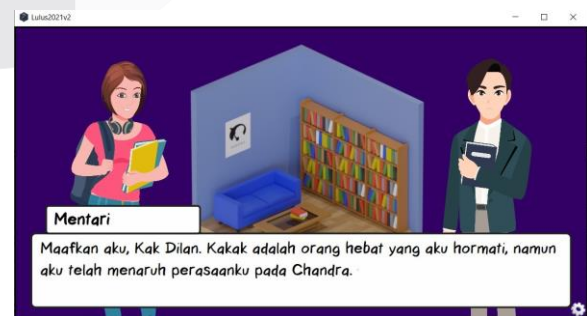 Lulus2021v2
Mentari
Maafkan aku, Kak Dilan. Kakak adalah orang hebat yang aku hormati, namun
aku telah menaruh perasaanku pada Chandra.